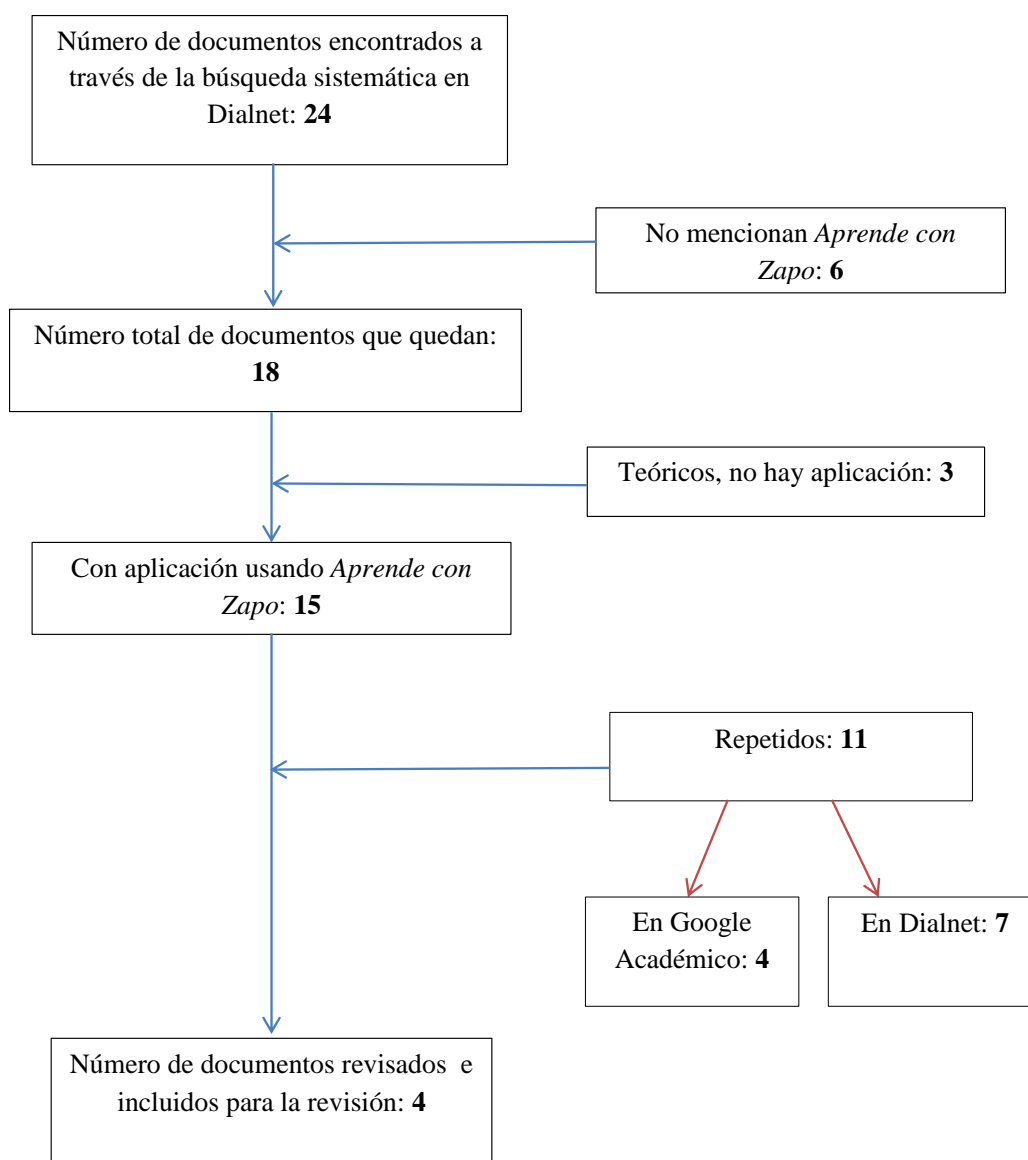 Número de documentos encontrados a
través de la búsqueda sistemática en
Dialnet: 24
No mencionan Aprende con
Zapo: 6
Número total de documentos que quedan:
18
Teóricos, no hay aplicación: 3
Con aplicación usando Aprende con
Zapo: 15
Repetidos: 11
En Google
Académico: 4
En Dialnet: 7
Número de documentos revisados e
incluidos para la revisión: 4